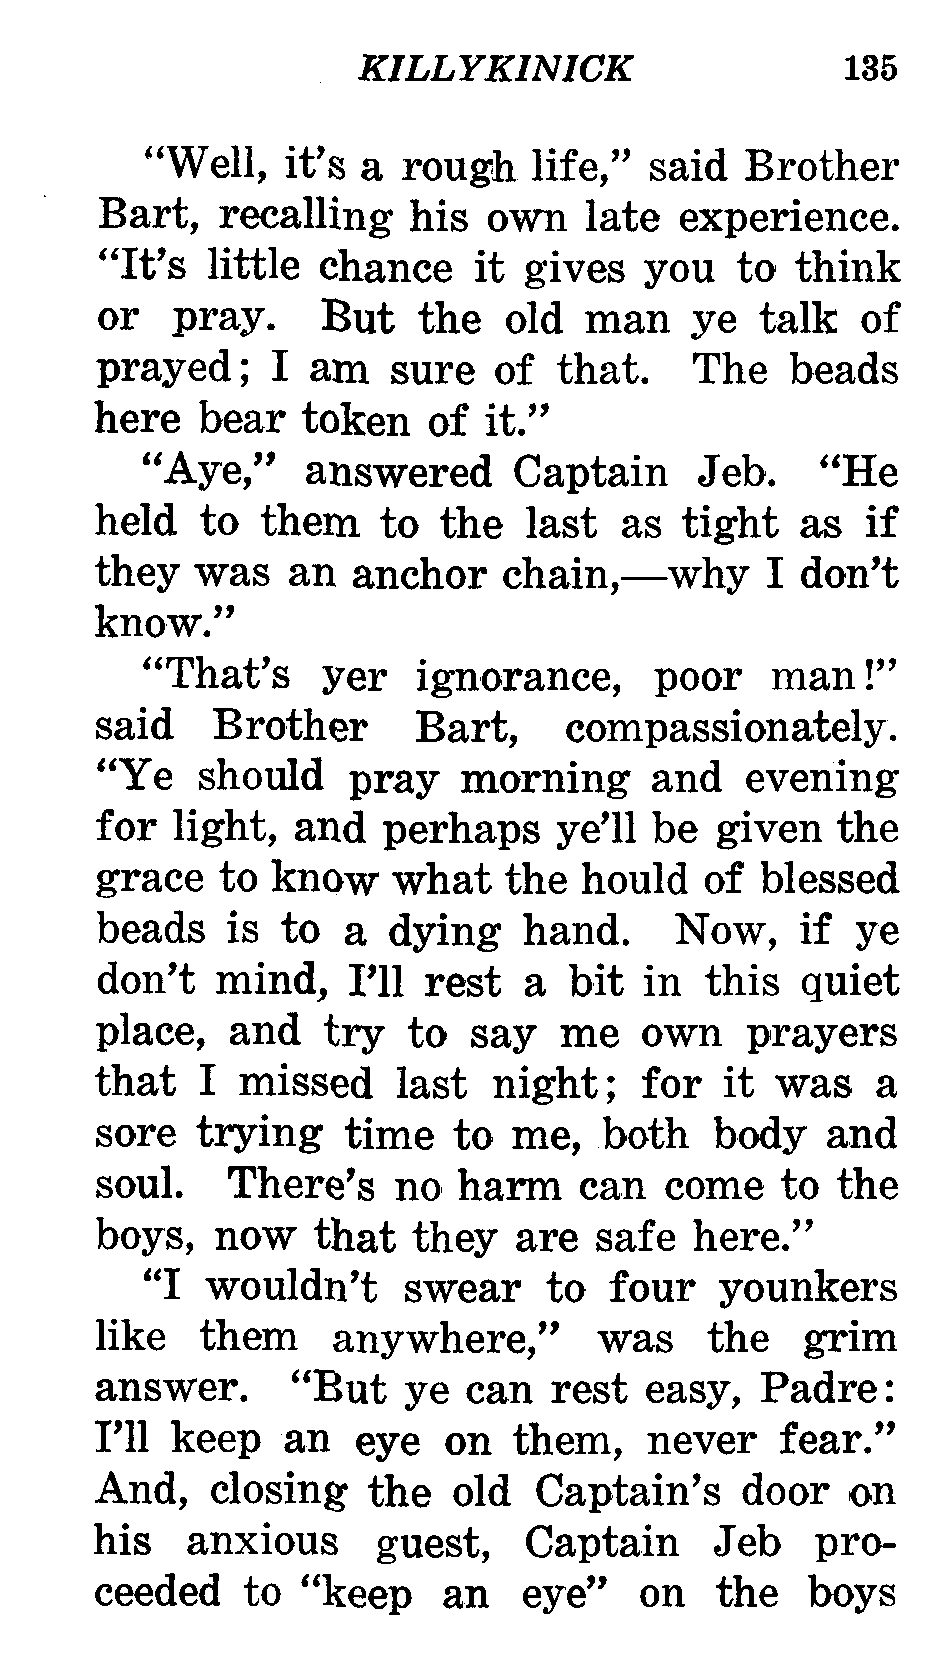 KILLYKINICK 135
"Well, it's a rough life," said Brother
Bart, recalling his own late experience.
"It's little chance it gives you to think
or pray. But the old man ye talk of
prayed; I am sure of that. The beads
here bear token of it."
"Aye," answered Captain Jeb. "He
held to them to the last as tight as if
they was an anchor chain,—why I don't
know."
"That's yer ignorance, poor man!"
said Brother Bart, compassionately.
"Ye should pray morning and evening
for light, and perhaps ye'll be given the
grace to know what the hould of blessed
beads is to a dying hand. Now, if ye
don't mind, I'll rest a bit in this quiet
place, and try to say me own prayers
that I missed last night; for it was a
sore trying time to me, both body and
soul. There's no harm can come to the
boys, now that they are safe here."
"I wouldn't swear to four younkers
like them anywhere," was the grim
answer. "But ye can rest easy, Padre:
I'll keep an eye on them, never fear."
And, closing the old Captain's door on
his anxious guest, Captain Jeb pro-
ceeded to "keep an eye" on the boys